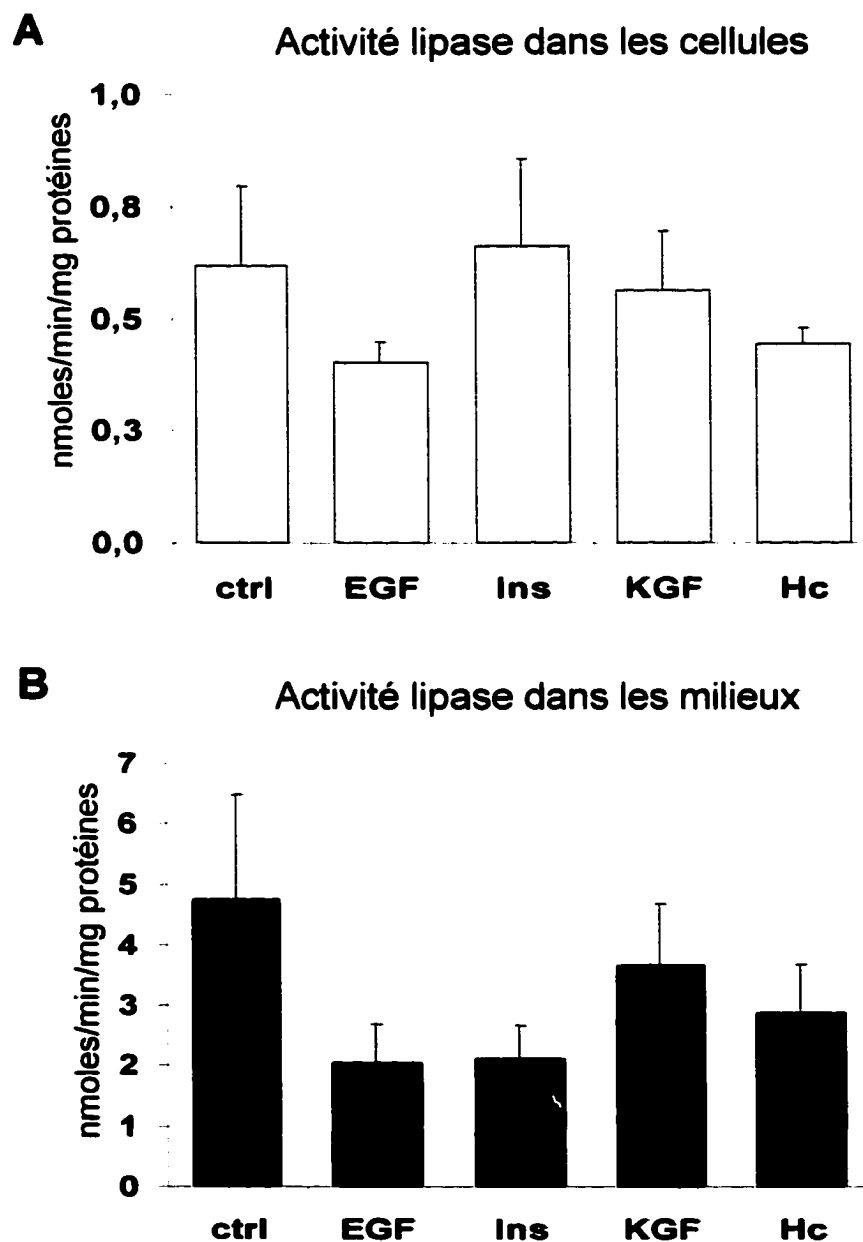 A
Activité lipase dans les cellules
nmoles/min/mg protéines
1,0
0,8
0,5
0,3
0,0
ctrl EGF Ins KGF Hc
B
Activité lipase dans les milieux
nmoles/min/mg protéines
7
6
5
4
3
2
1
0
ctrl EGF Ins KGF Hc